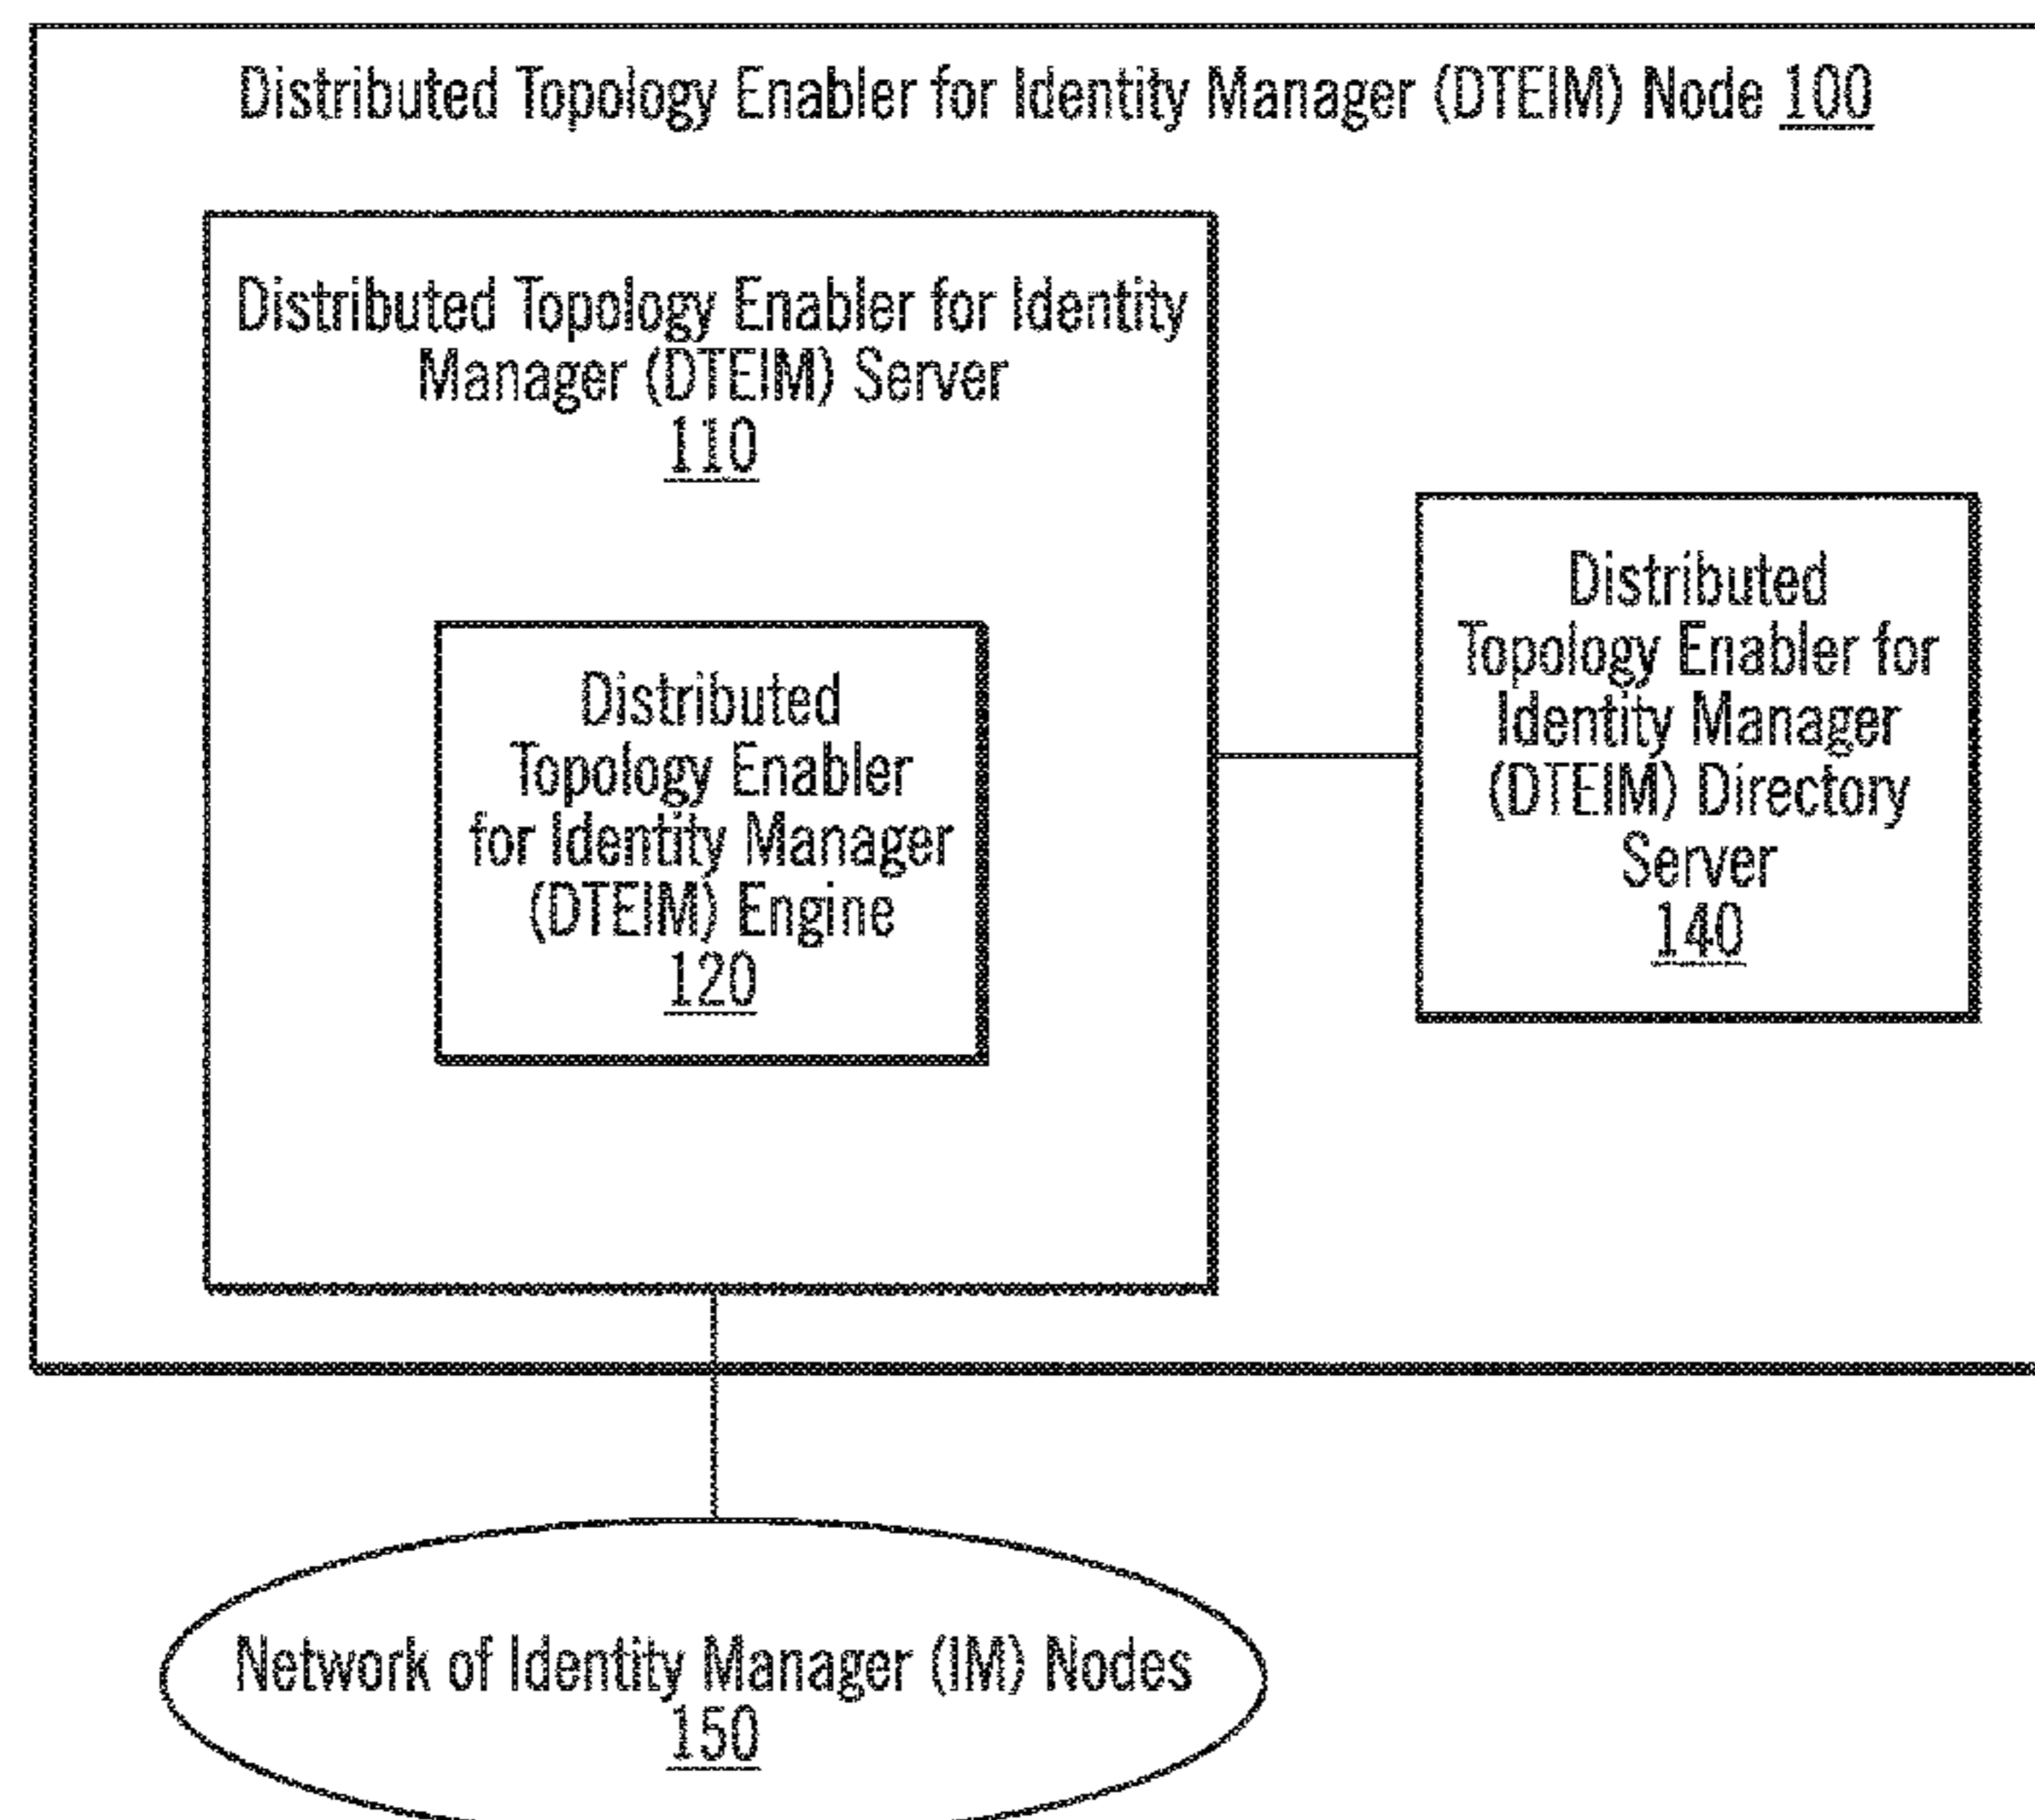 Distributed Topology Enabler for Identity Manager (DTEIM) Node 100
Distributed Topology Enabler for Identity
Manager (DTEIM) Server
110
Distributed
Topology Enabler
for Identity Manager
(DTEIM) Engine
120
Distributed
Topology Enabler for
Identity Manager
(DTEIM) Directory
Server
140
Network of Identity Manager (IM) Nodes
150